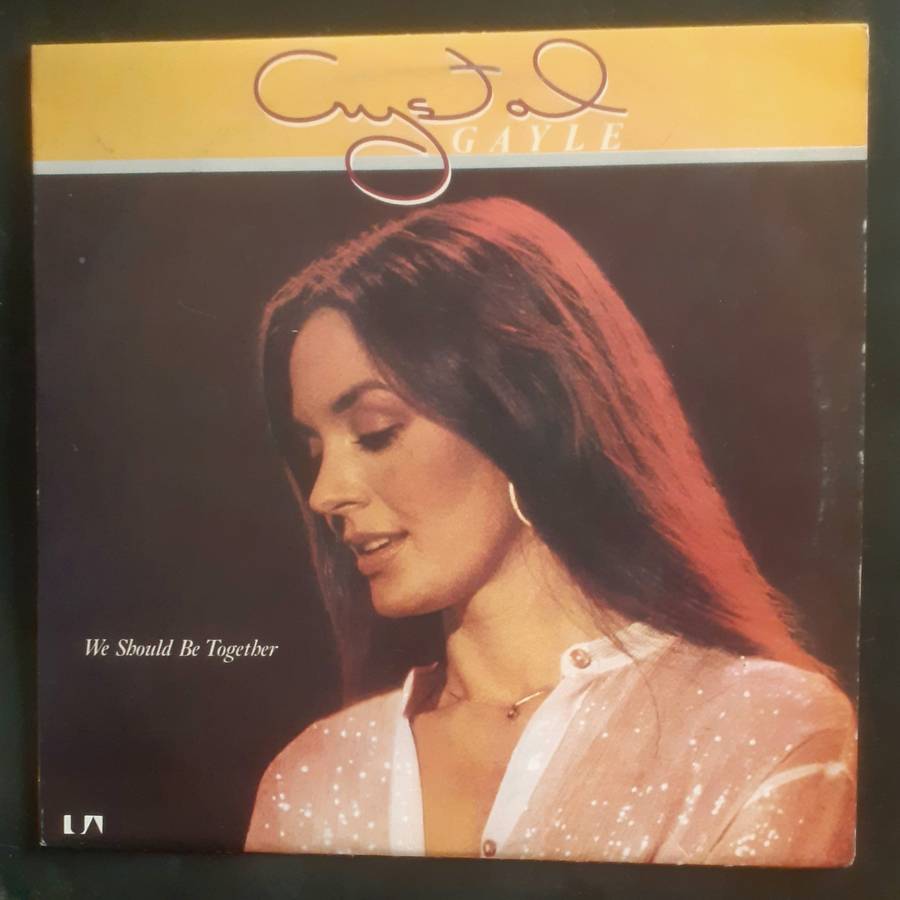 Crystal
GAYLE
We Should Be Together
UA